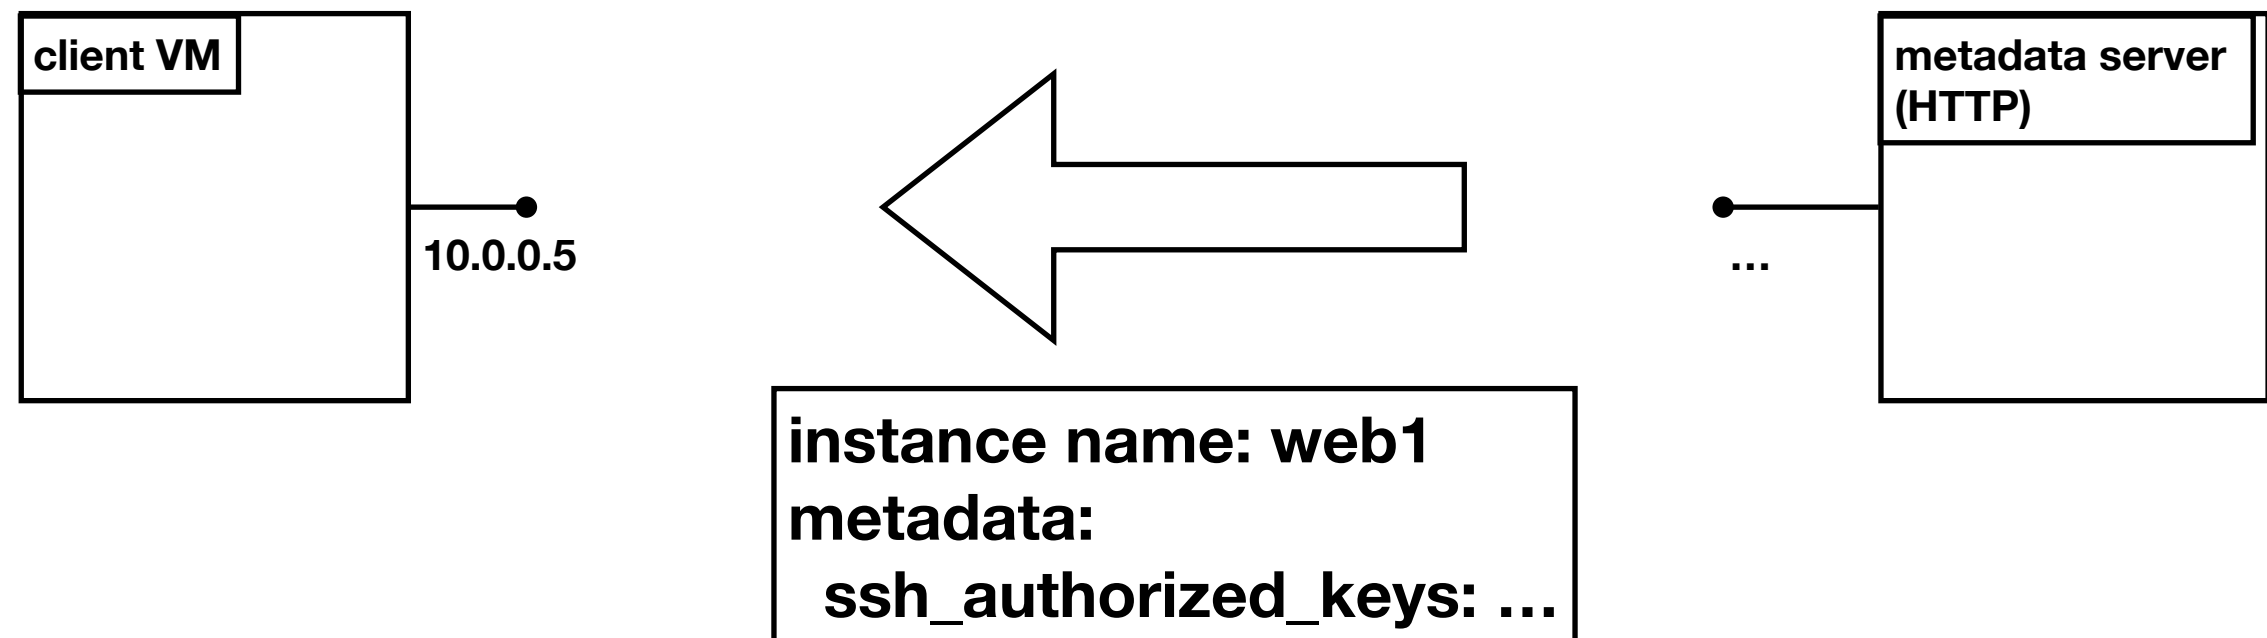 client VM
metadata server
(HTTP)
10.0.0.5
...
instance name: web1
metadata:
ssh_authorized_keys: ...